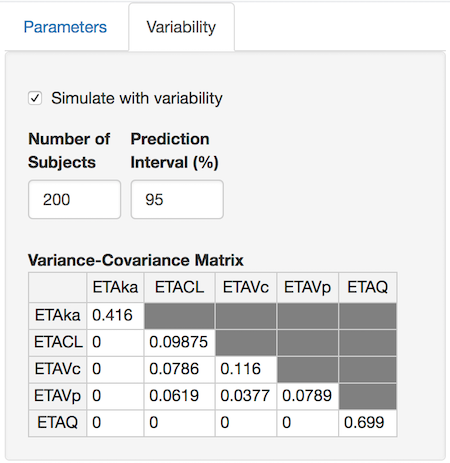 Parameters Variability
Simulate with variability
Number of Subjects Prediction Interval (%)
200 95
Variance-Covariance Matrix
ETAka ETACL ETAVc ETAVp ETAQ
ETAka 0.416
ETACL 0 0.09875
ETAVc 0 0.0786 0.116
ETAVp 0 0.0619 0.0377 0.0789
ETAQ 0 0 0 0 0.699